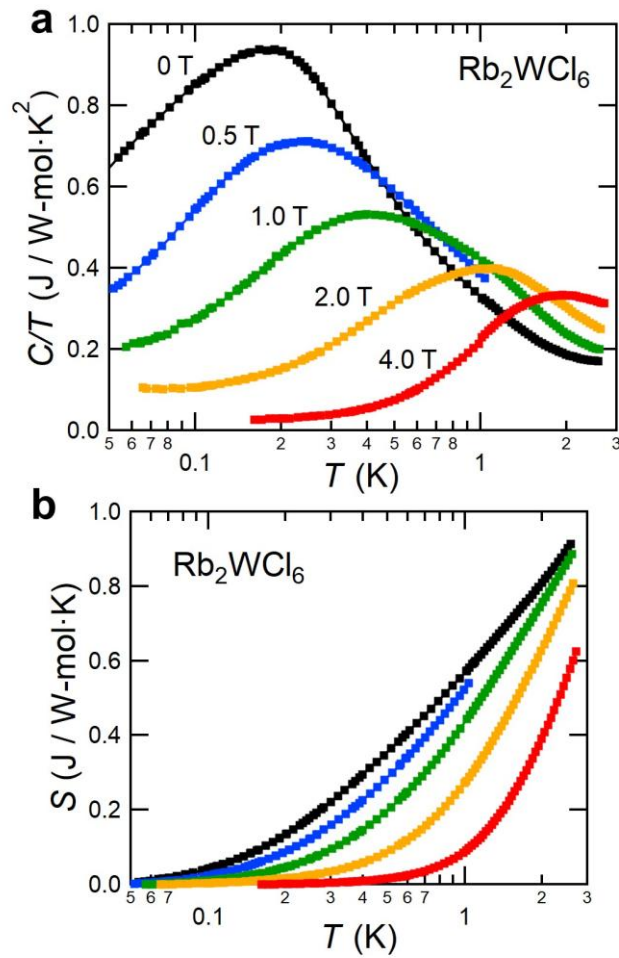 a
Rb₂WCl₆
0 T
0.5 T
1.0 T
2.0 T
4.0 T
1.0
0.8
0.6
0.4
0.2
0.0
C/T (J / W-mol·K²)
5 6 7 8 0.1 2 3 4 5 6 7 8 1 2 3
T (K)
b
Rb₂WCl₆
1.0
0.8
0.6
0.4
0.2
0.0
S (J / W-mol·K)
5 6 7 0.1 2 3 4 5 6 7 1 2 3
T (K)